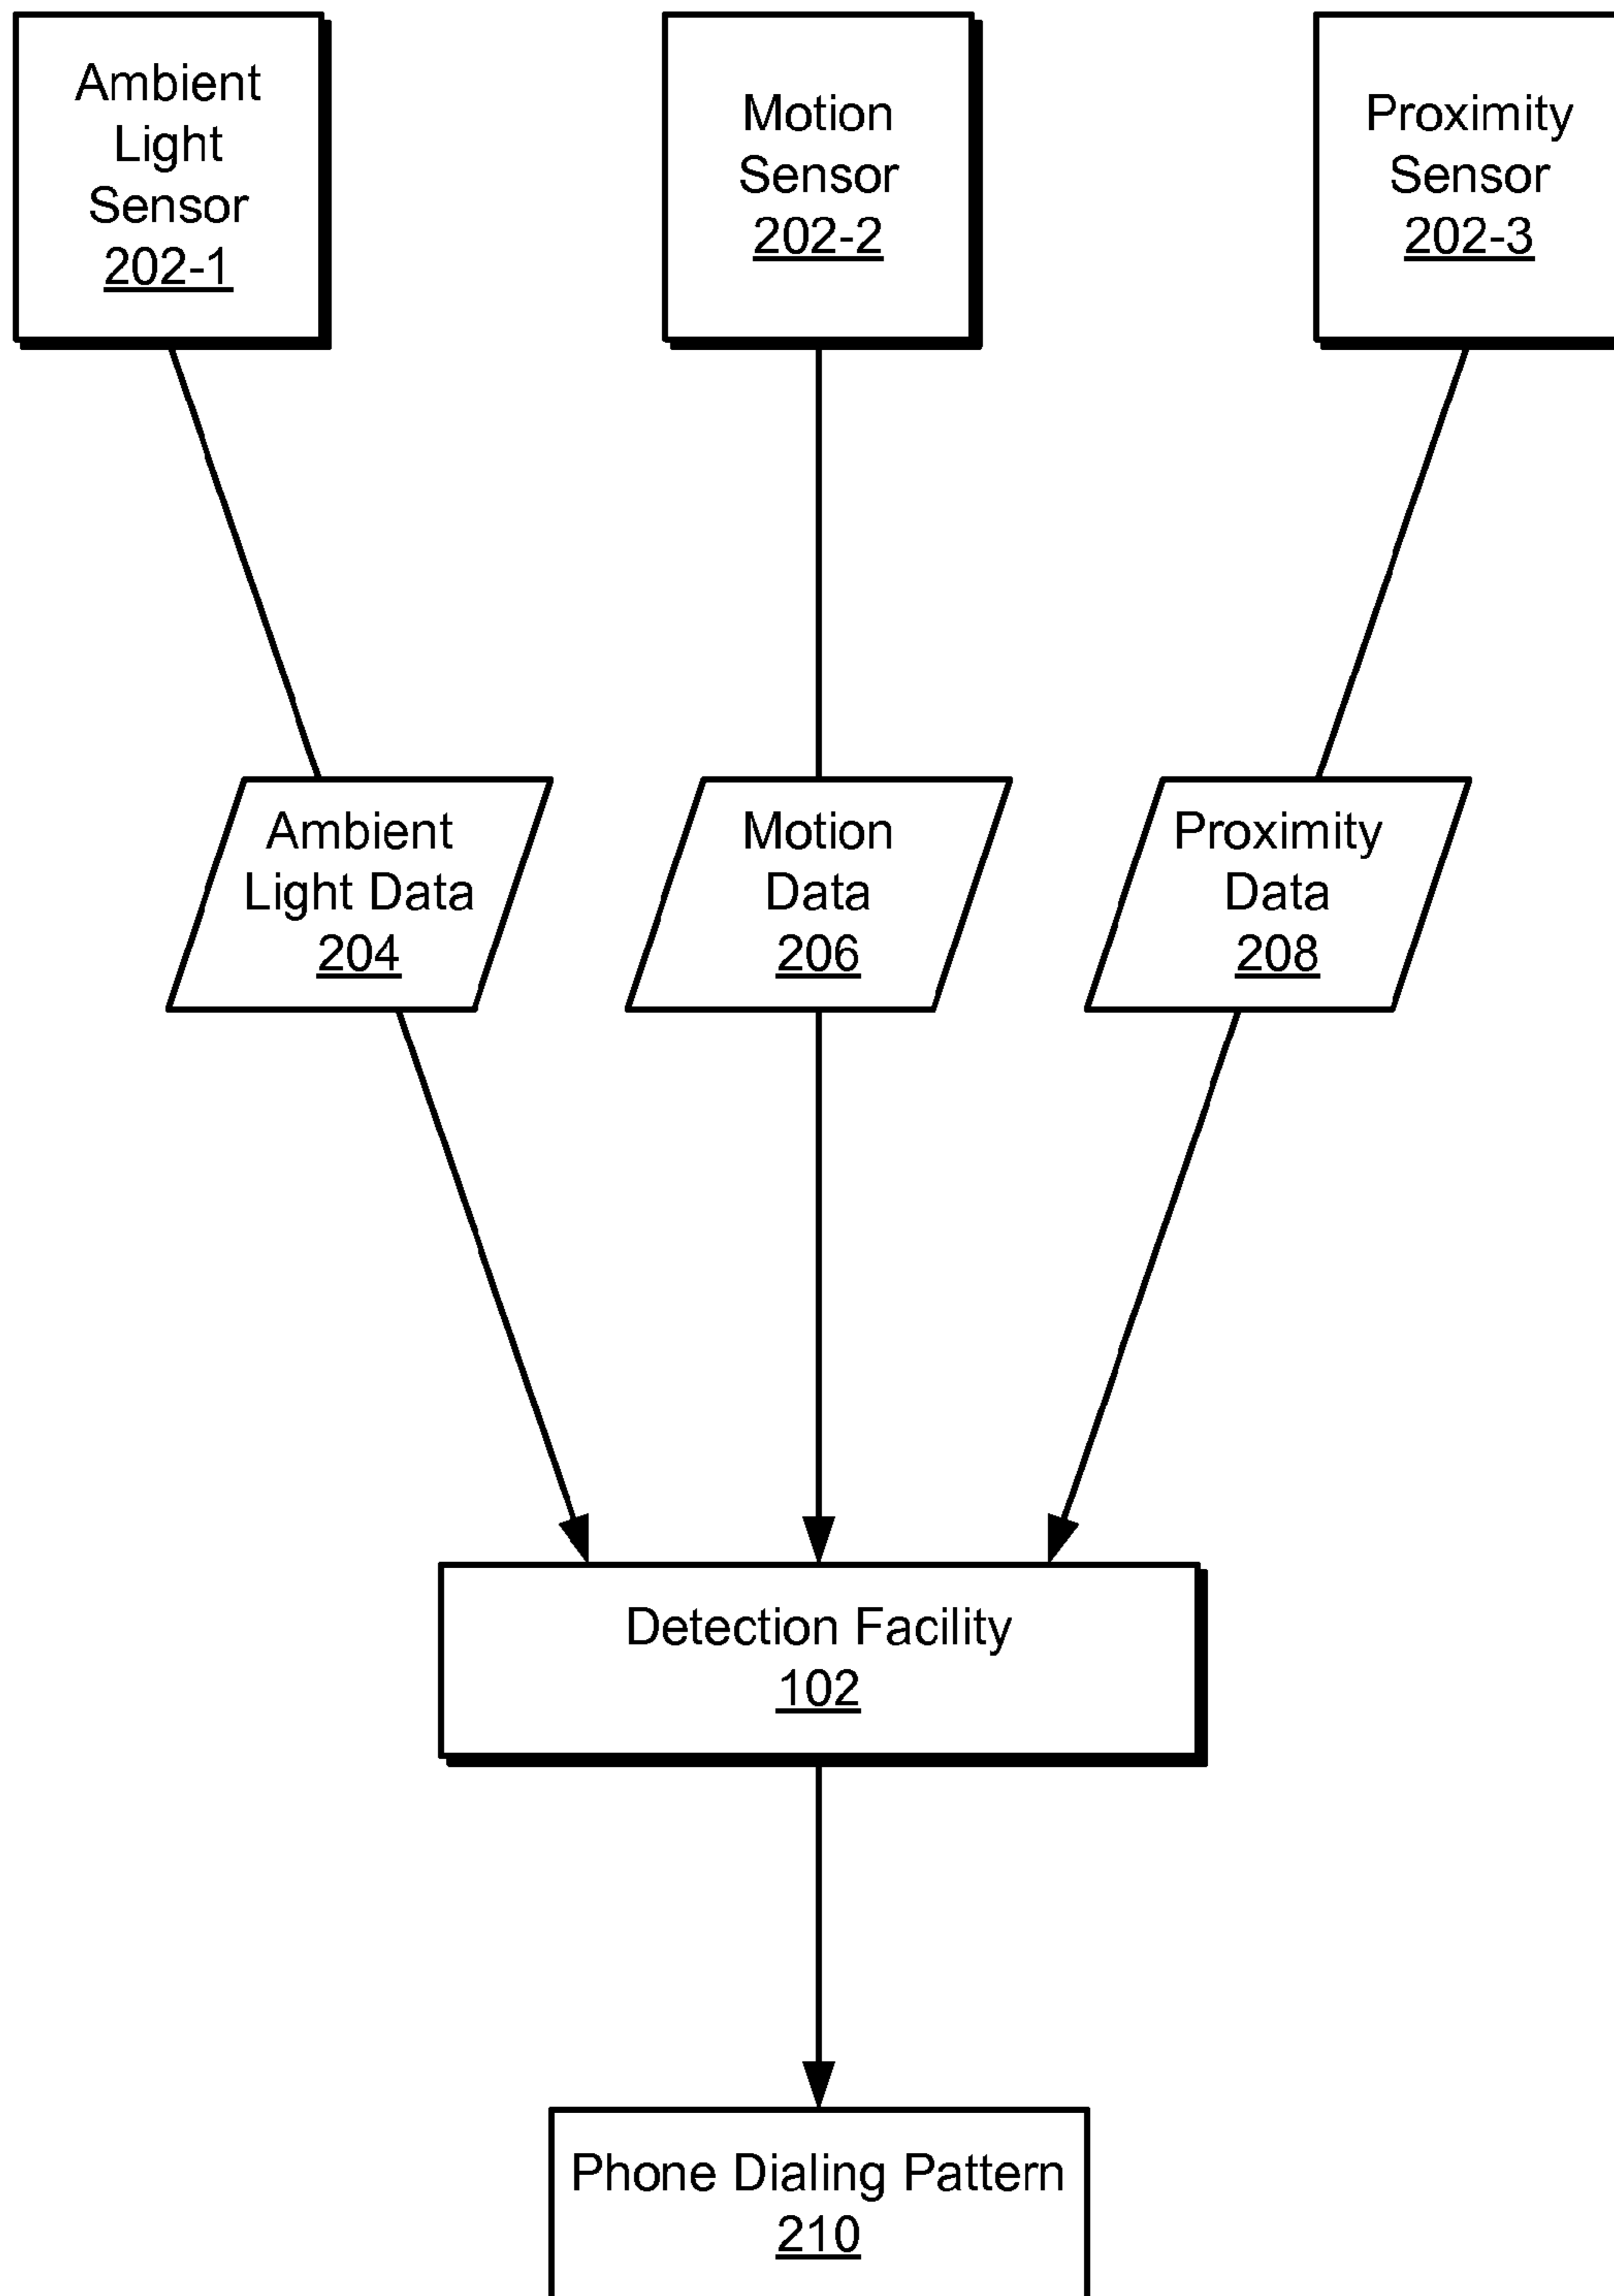 Ambient
Light
Sensor
202-1
Motion
Sensor
202-2
Proximity
Sensor
202-3
Ambient
Light Data
204
Motion
Data
206
Proximity
Data
208
Detection Facility
102
Phone Dialing Pattern
210